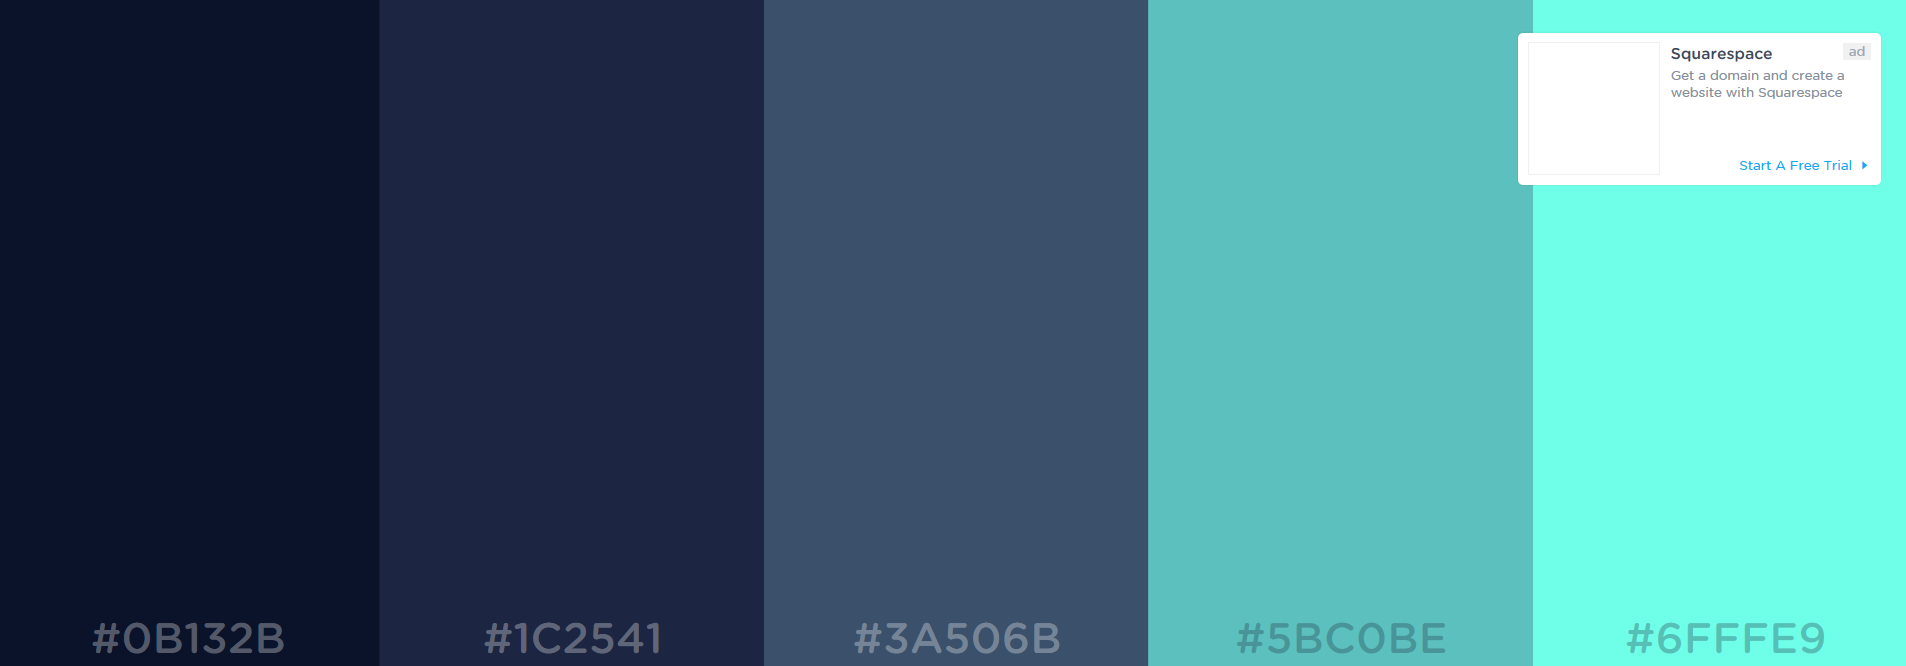 Squarespace
ad
Get a domain and create a
website with Squarespace
Start A Free Trial
#0B132B
#1C2541
#3A506B
#5BC0BE
#6FFFE9